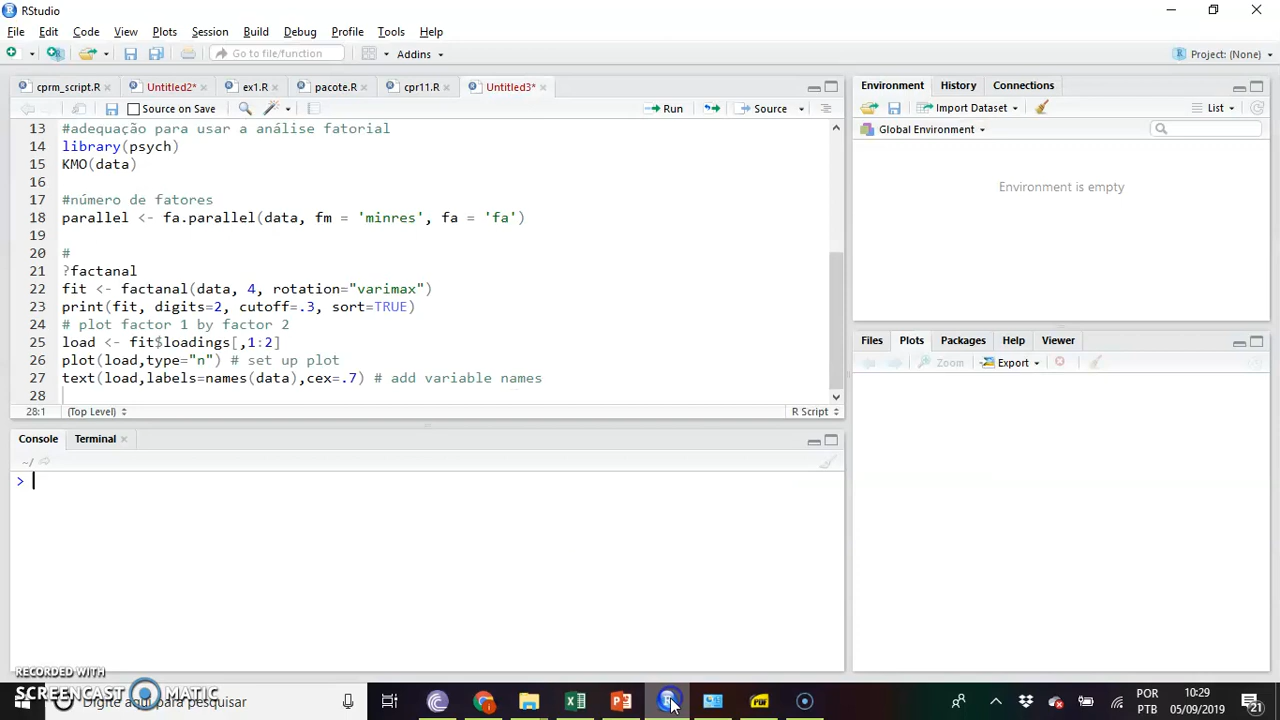 RStudio
File Edit Code View Plots Session Build Debug Profile Tools Help
Go to file/function Addins Project: (None)
cprm_script.R Untitled2* ex1.R pacote.R cpr11.R Untitled3*
Source on Save Run Source
13 #adequação para usar a análise fatorial
14 library(psych)
15 KMO(data)
16
17 #número de fatores
18 parallel <- fa.parallel(data, fm = 'minres', fa = 'fa')
19
20 #
21 ?factanal
22 fit <- factanal(data, 4, rotation="varimax")
23 print(fit, digits=2, cutoff=.3, sort=TRUE)
24 # plot factor 1 by factor 2
25 load <- fit$loadings[,1:2]
26 plot(load,type="n") # set up plot
27 text(load,labels=names(data),cex=.7) # add variable names
28
28:1 (Top Level) R Script
Console Terminal
~/
>
Environment History Connections
Import Dataset List
Global Environment
Environment is empty
Files Plots Packages Help Viewer
Zoom Export
RECORDED WITH
SCREENCAST MATIC
Digite aqui para pesquisar
POR
PTB
10:29
05/09/2019
21